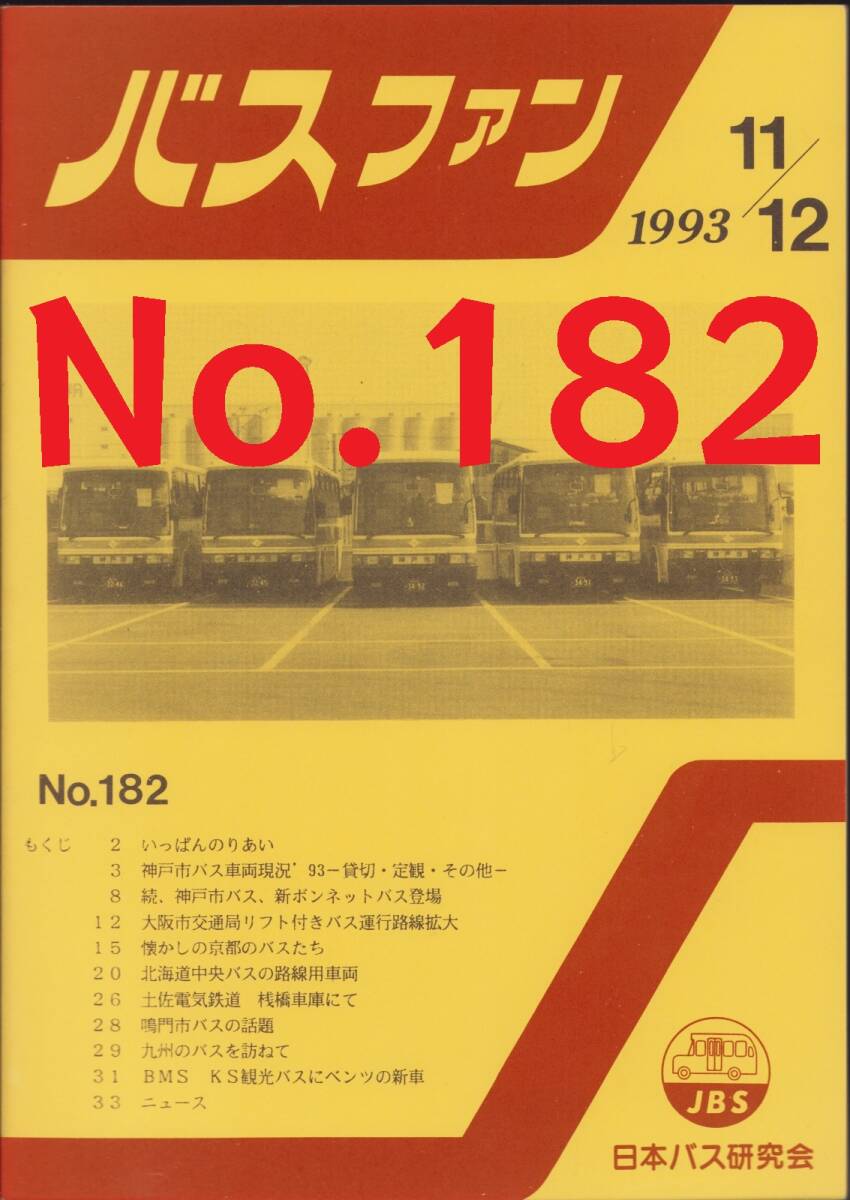 バスファン
1993 11/12
No.182
No.182
もくじ 2 いっぱんのりあい
3 神戸市バス車両現況'93－貸切・定観・その他－
8 続、神戸市バス、新ボンネットバス登場
12 大阪市交通局リフト付きバス運行路線拡大
15 懐かしの京都のバスたち
20 北海道中央バスの路線用車両
26 土佐電気鉄道 桟橋車庫にて
28 鳴門市バスの話題
29 九州のバスを訪ねて
31 BMS KS観光バスにベンツの新車
33 ニュース
JBS
日本バス研究会